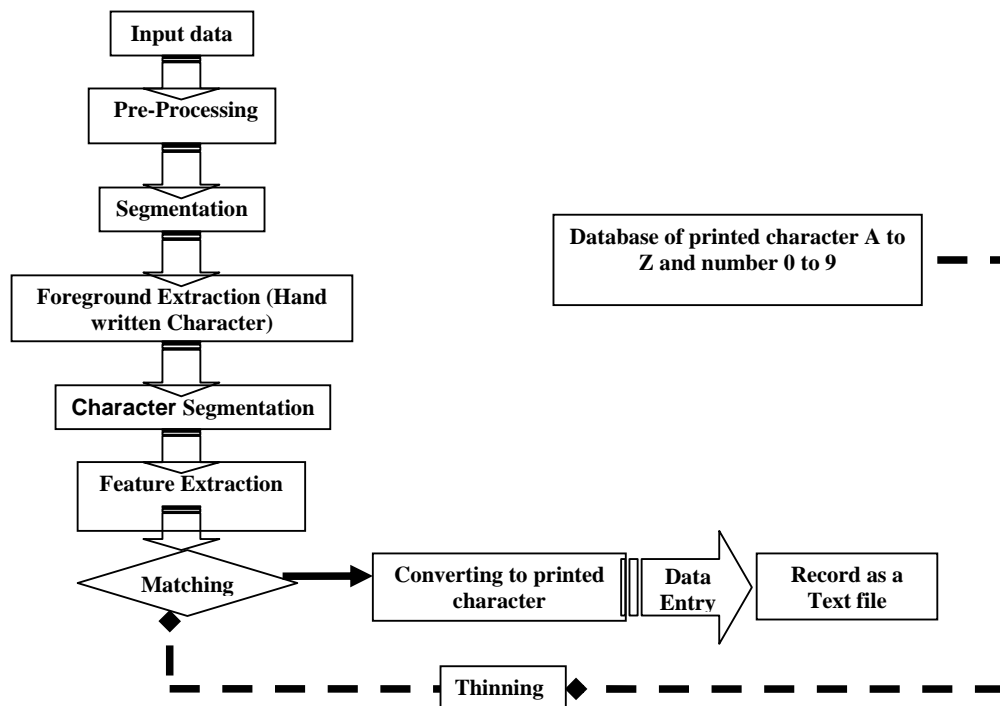 Input data
Pre-Processing
Segmentation
Database of printed character A to
Z and number 0 to 9
Foreground Extraction (Hand
written Character)
Character Segmentation
Feature Extraction
Matching
Converting to printed
character
Data
Entry
Record as a
Text file
Thinning